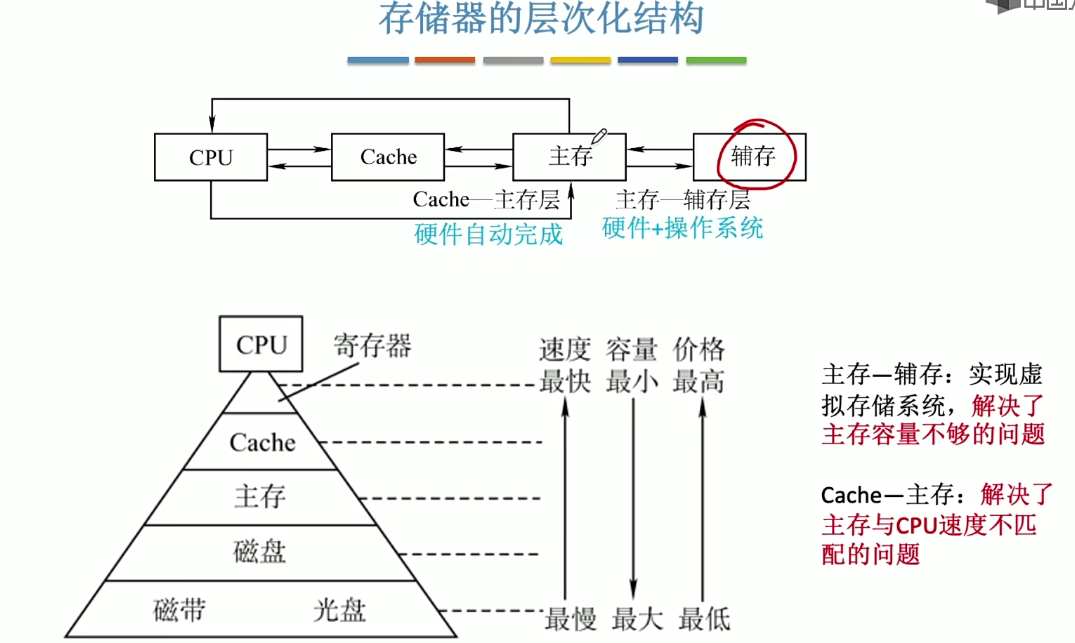 存储器的层次化结构
CPU
Cache
主存
辅存
Cache—主存层
主存—辅存层
硬件自动完成
硬件+操作系统
CPU
寄存器
Cache
主存
磁盘
磁带
光盘
速度 容量 价格
最快 最小 最高
最慢 最大 最低
主存—辅存：实现虚
拟存储系统，解决了
主存容量不够的问题
Cache—主存：解决了
主存与CPU速度不匹
配的问题